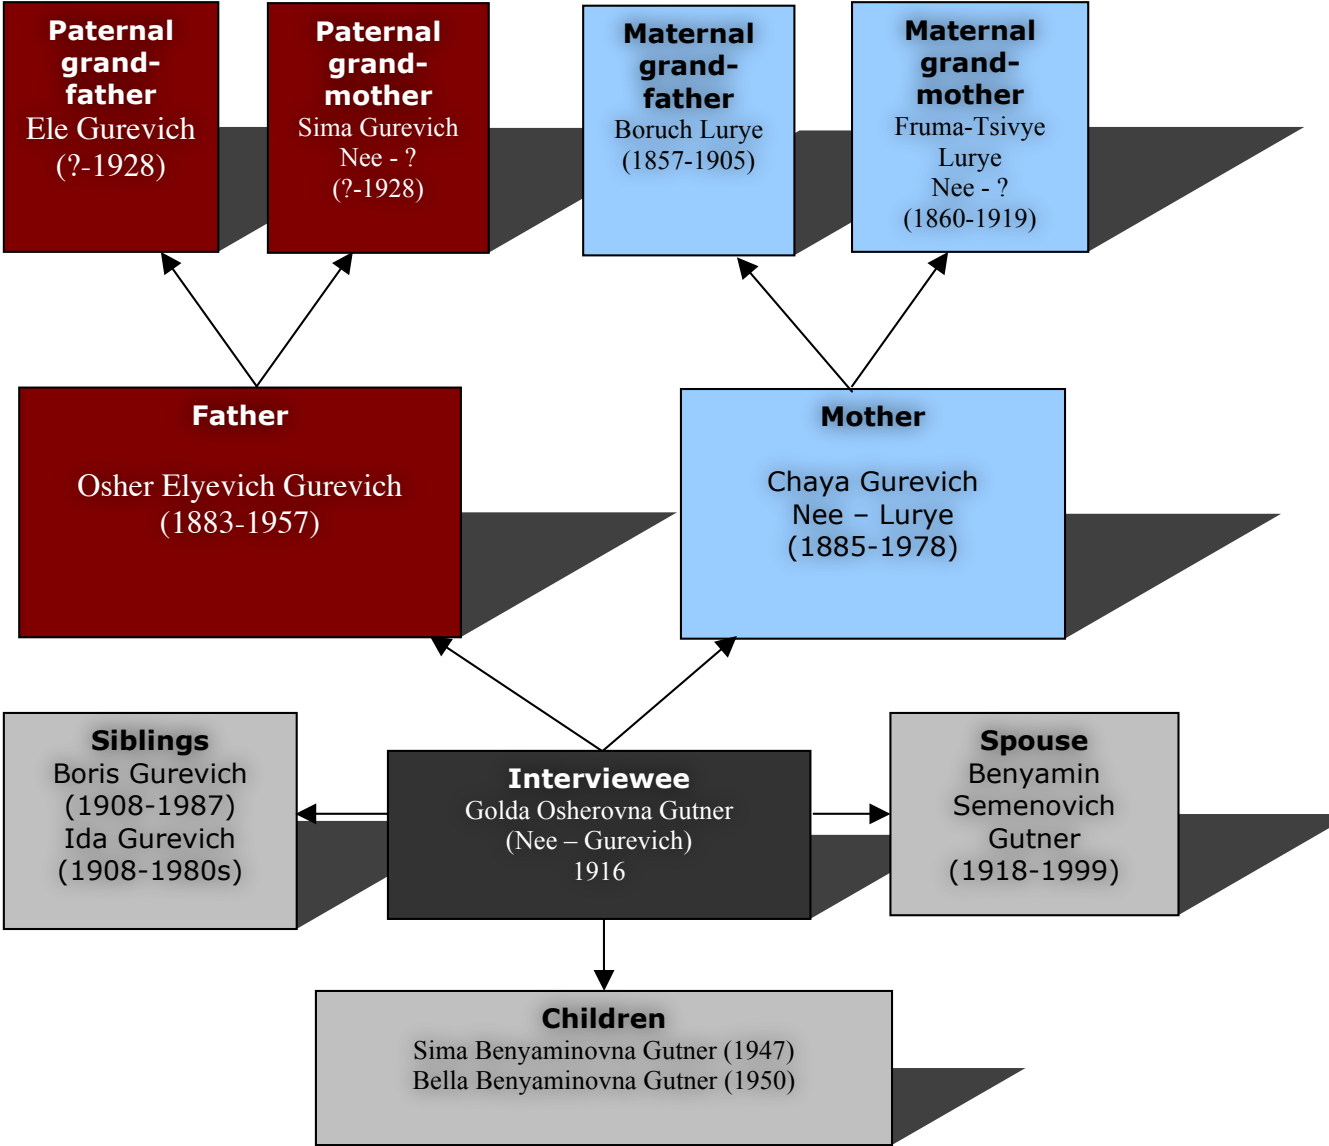 Paternal
grand-
father
Ele Gurevich
(?-1928)
Paternal
grand-
mother
Sima Gurevich
Nee - ?
(?-1928)
Maternal
grand-
father
Boruch Lurye
(1857-1905)
Maternal
grand-
mother
Fruma-Tsivye
Lurye
Nee - ?
(1860-1919)
Father
Osher Elyevich Gurevich
(1883-1957)
Mother
Chaya Gurevich
Nee – Lurye
(1885-1978)
Siblings
Boris Gurevich
(1908-1987)
Ida Gurevich
(1908-1980s)
Interviewee
Golda Osherovna Gutner
(Nee – Gurevich)
1916
Spouse
Benyamin
Semenovich
Gutner
(1918-1999)
Children
Sima Benyaminovna Gutner (1947)
Bella Benyaminovna Gutner (1950)